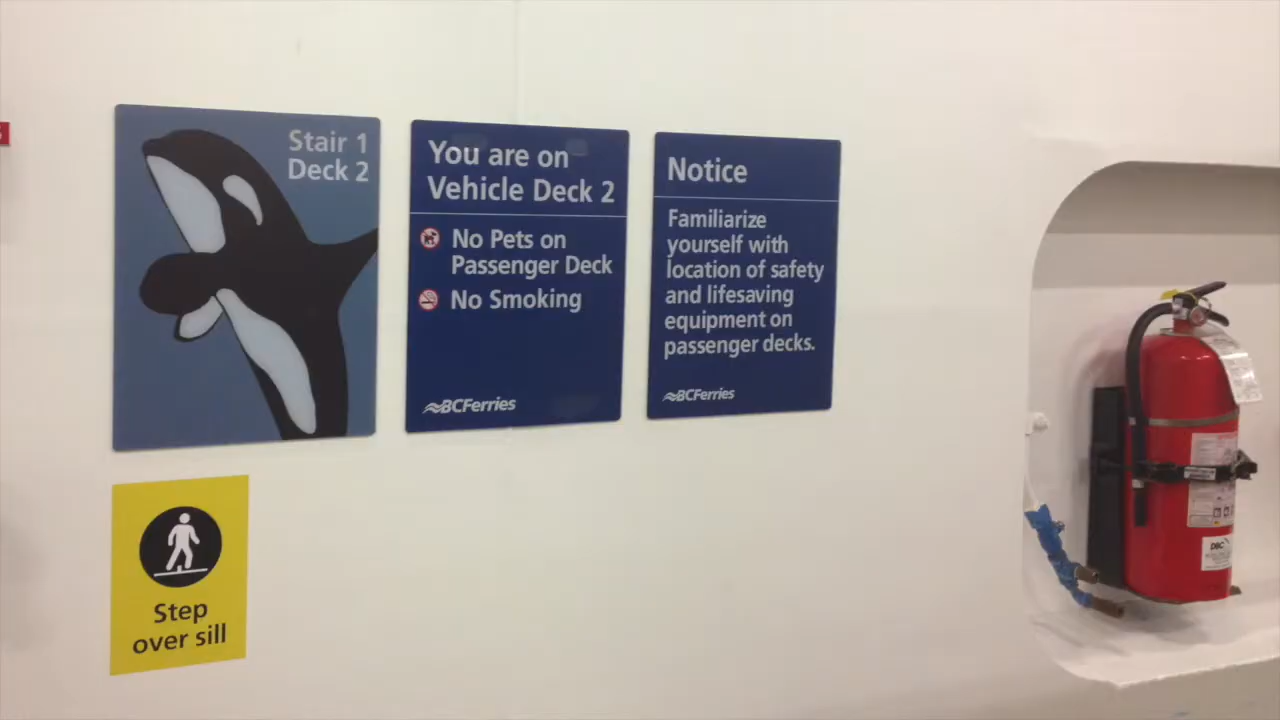 Stair 1
Deck 2
You are on
Vehicle Deck 2
No Pets on
Passenger Deck
No Smoking
BCFerries
Notice
Familiarize
yourself with
location of safety
and lifesaving
equipment on
passenger decks.
BCFerries
Step
over sill